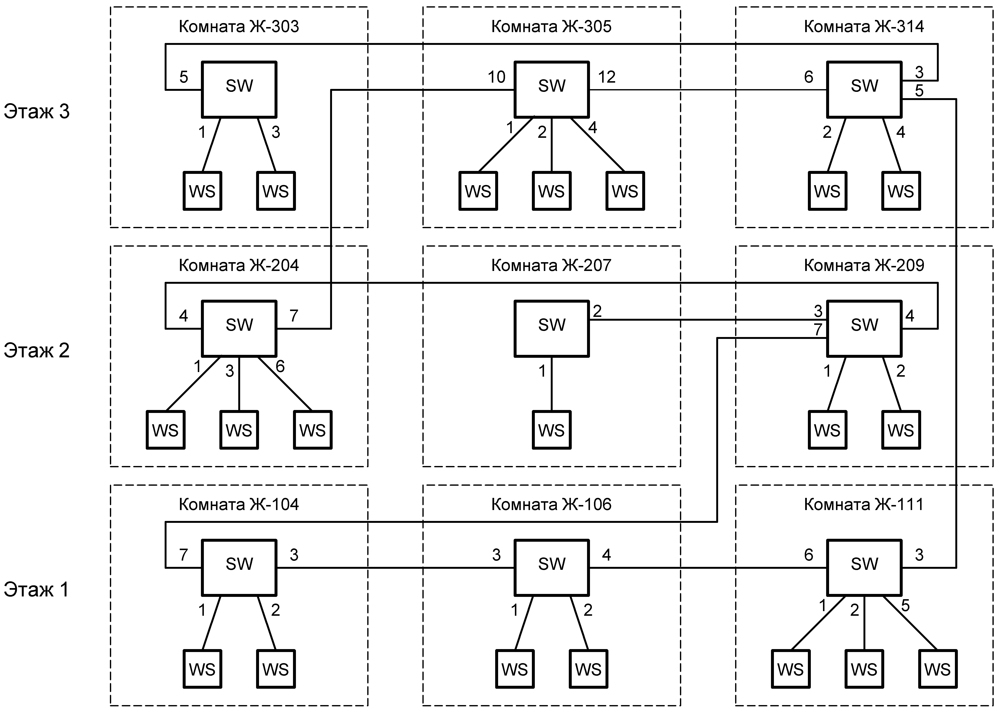 Комната Ж-303
Комната Ж-305
Комната Ж-314
Этаж 3
5
SW
10
SW
12
6
SW
3
5
1
3
1
2
4
2
4
WS
WS
WS
WS
WS
WS
WS
Комната Ж-204
Комната Ж-207
Комната Ж-209
Этаж 2
4
SW
7
SW
2
3
7
SW
4
1
3
6
1
1
2
WS
WS
WS
WS
WS
WS
Комната Ж-104
Комната Ж-106
Комната Ж-111
Этаж 1
7
SW
3
3
SW
4
6
SW
3
1
2
1
2
1
2
5
WS
WS
WS
WS
WS
WS
WS